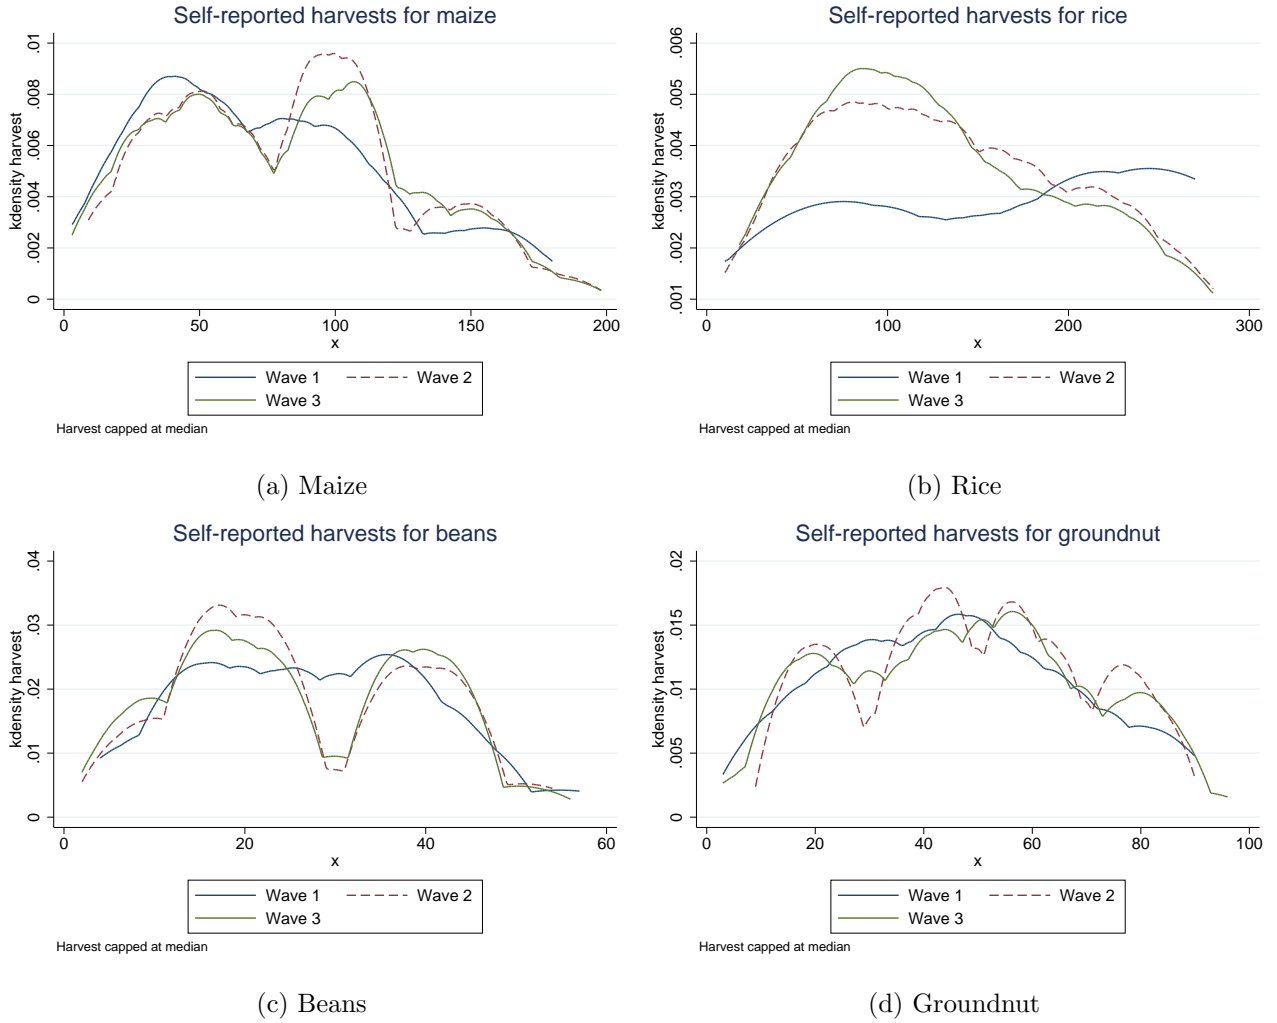 Self-reported harvests for maize
kdensity harvest
0 .002 .004 .006 .008 .01
0 50 100 150 200
x
Wave 1 Wave 2
Wave 3
Harvest capped at median
(a) Maize
Self-reported harvests for rice
kdensity harvest
.001 .002 .003 .004 .005 .006
0 100 200 300
x
Wave 1 Wave 2
Wave 3
Harvest capped at median
(b) Rice
Self-reported harvests for beans
kdensity harvest
0 .01 .02 .03 .04
0 20 40 60
x
Wave 1 Wave 2
Wave 3
Harvest capped at median
(c) Beans
Self-reported harvests for groundnut
kdensity harvest
0 .005 .01 .015 .02
0 20 40 60 80 100
x
Wave 1 Wave 2
Wave 3
Harvest capped at median
(d) Groundnut